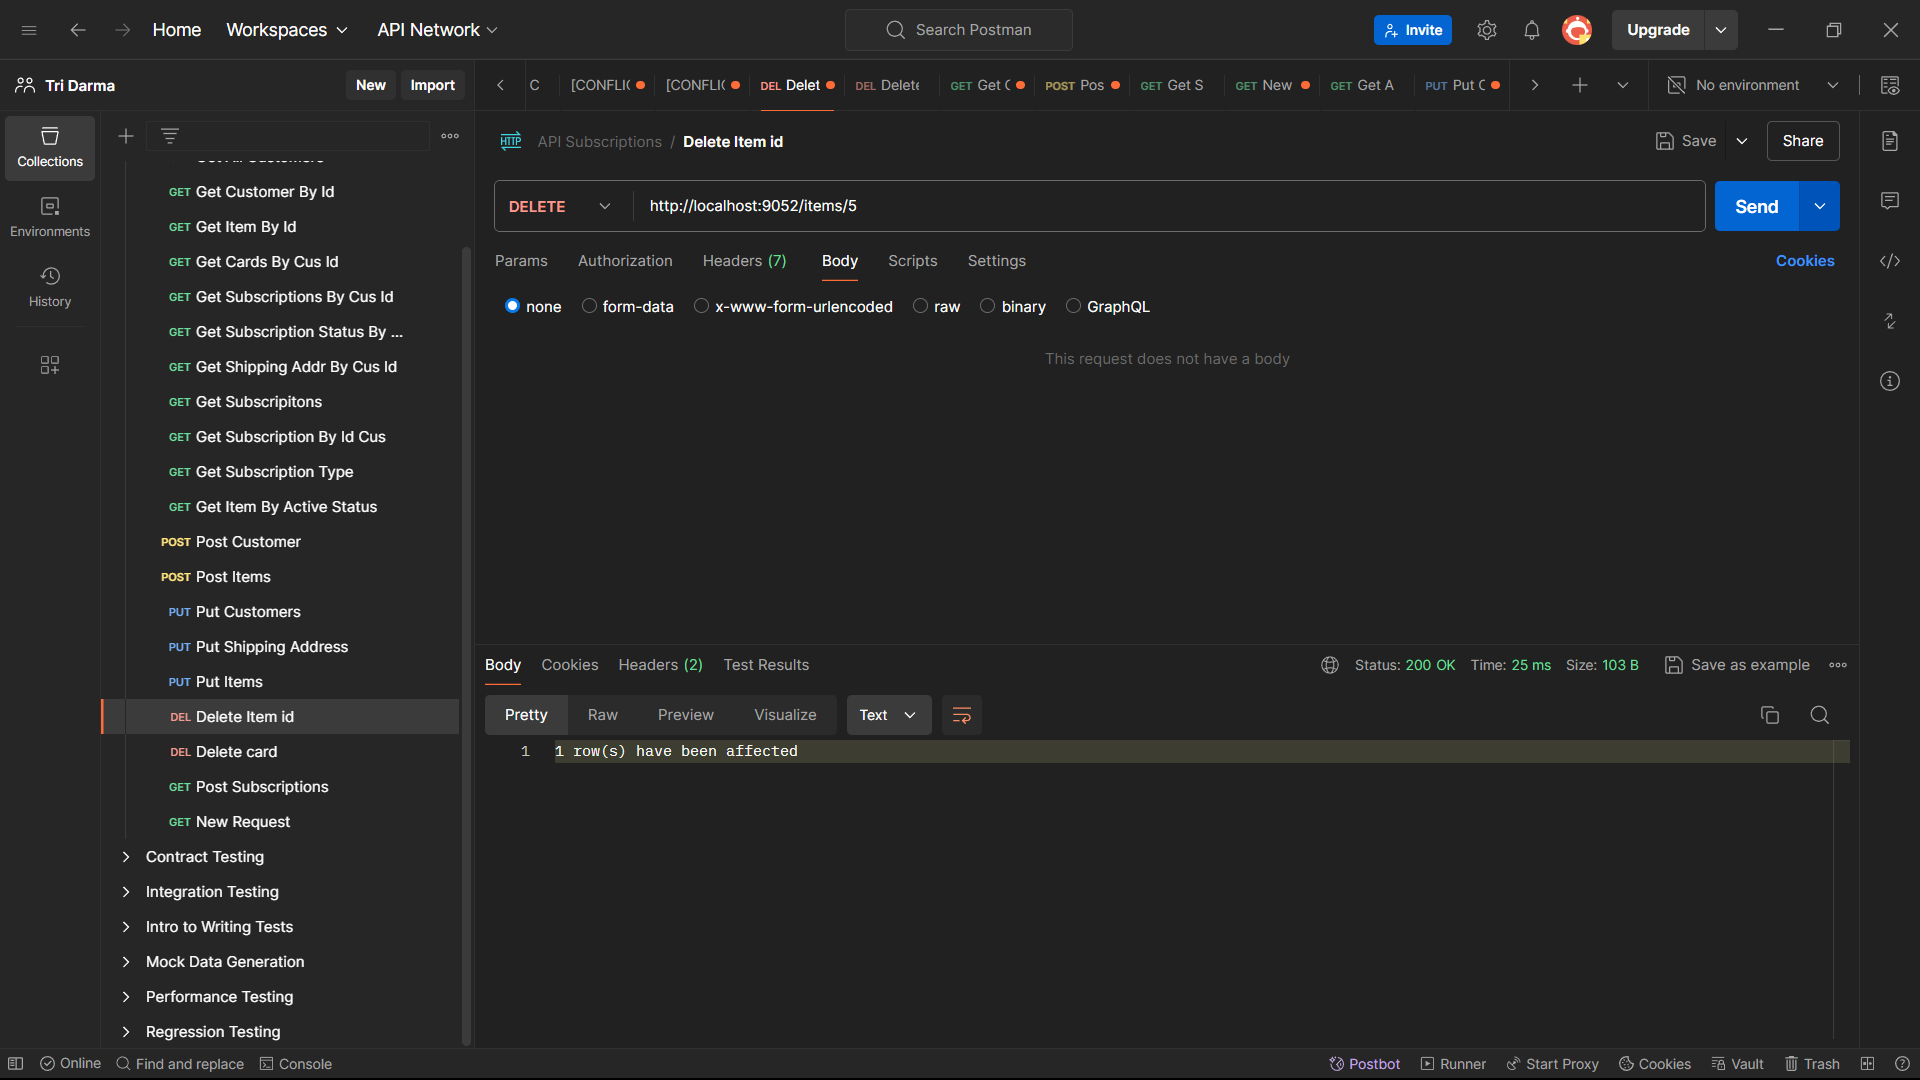 Home
Workspaces
API Network
Search Postman
Invite
Upgrade
Tri Darma
New
Import
C
[CONFLIC
[CONFLIC
DEL Delet
DEL Delete
GET Get C
POST Pos
GET Get S
GET New
GET Get A
PUT Put C
No environment
Collections
Environments
History
GET Get Customer By Id
GET Get Item By Id
GET Get Cards By Cus Id
GET Get Subscriptions By Cus Id
GET Get Subscription Status By ...
GET Get Shipping Addr By Cus Id
GET Get Subscripitons
GET Get Subscription By Id Cus
GET Get Subscription Type
GET Get Item By Active Status
POST Post Customer
POST Post Items
PUT Put Customers
PUT Put Shipping Address
PUT Put Items
DEL Delete Item id
DEL Delete card
GET Post Subscriptions
GET New Request
Contract Testing
Integration Testing
Intro to Writing Tests
Mock Data Generation
Performance Testing
Regression Testing
HTTP API Subscriptions / Delete Item id
Save
Share
DELETE
http://localhost:9052/items/5
Send
Params
Authorization
Headers (7)
Body
Scripts
Settings
Cookies
none
form-data
x-www-form-urlencoded
raw
binary
GraphQL
This request does not have a body
Body
Cookies
Headers (2)
Test Results
Status: 200 OK
Time: 25 ms
Size: 103 B
Save as example
Pretty
Raw
Preview
Visualize
Text
1
1 row(s) have been affected
Online
Find and replace
Console
Postbot
Runner
Start Proxy
Cookies
Vault
Trash